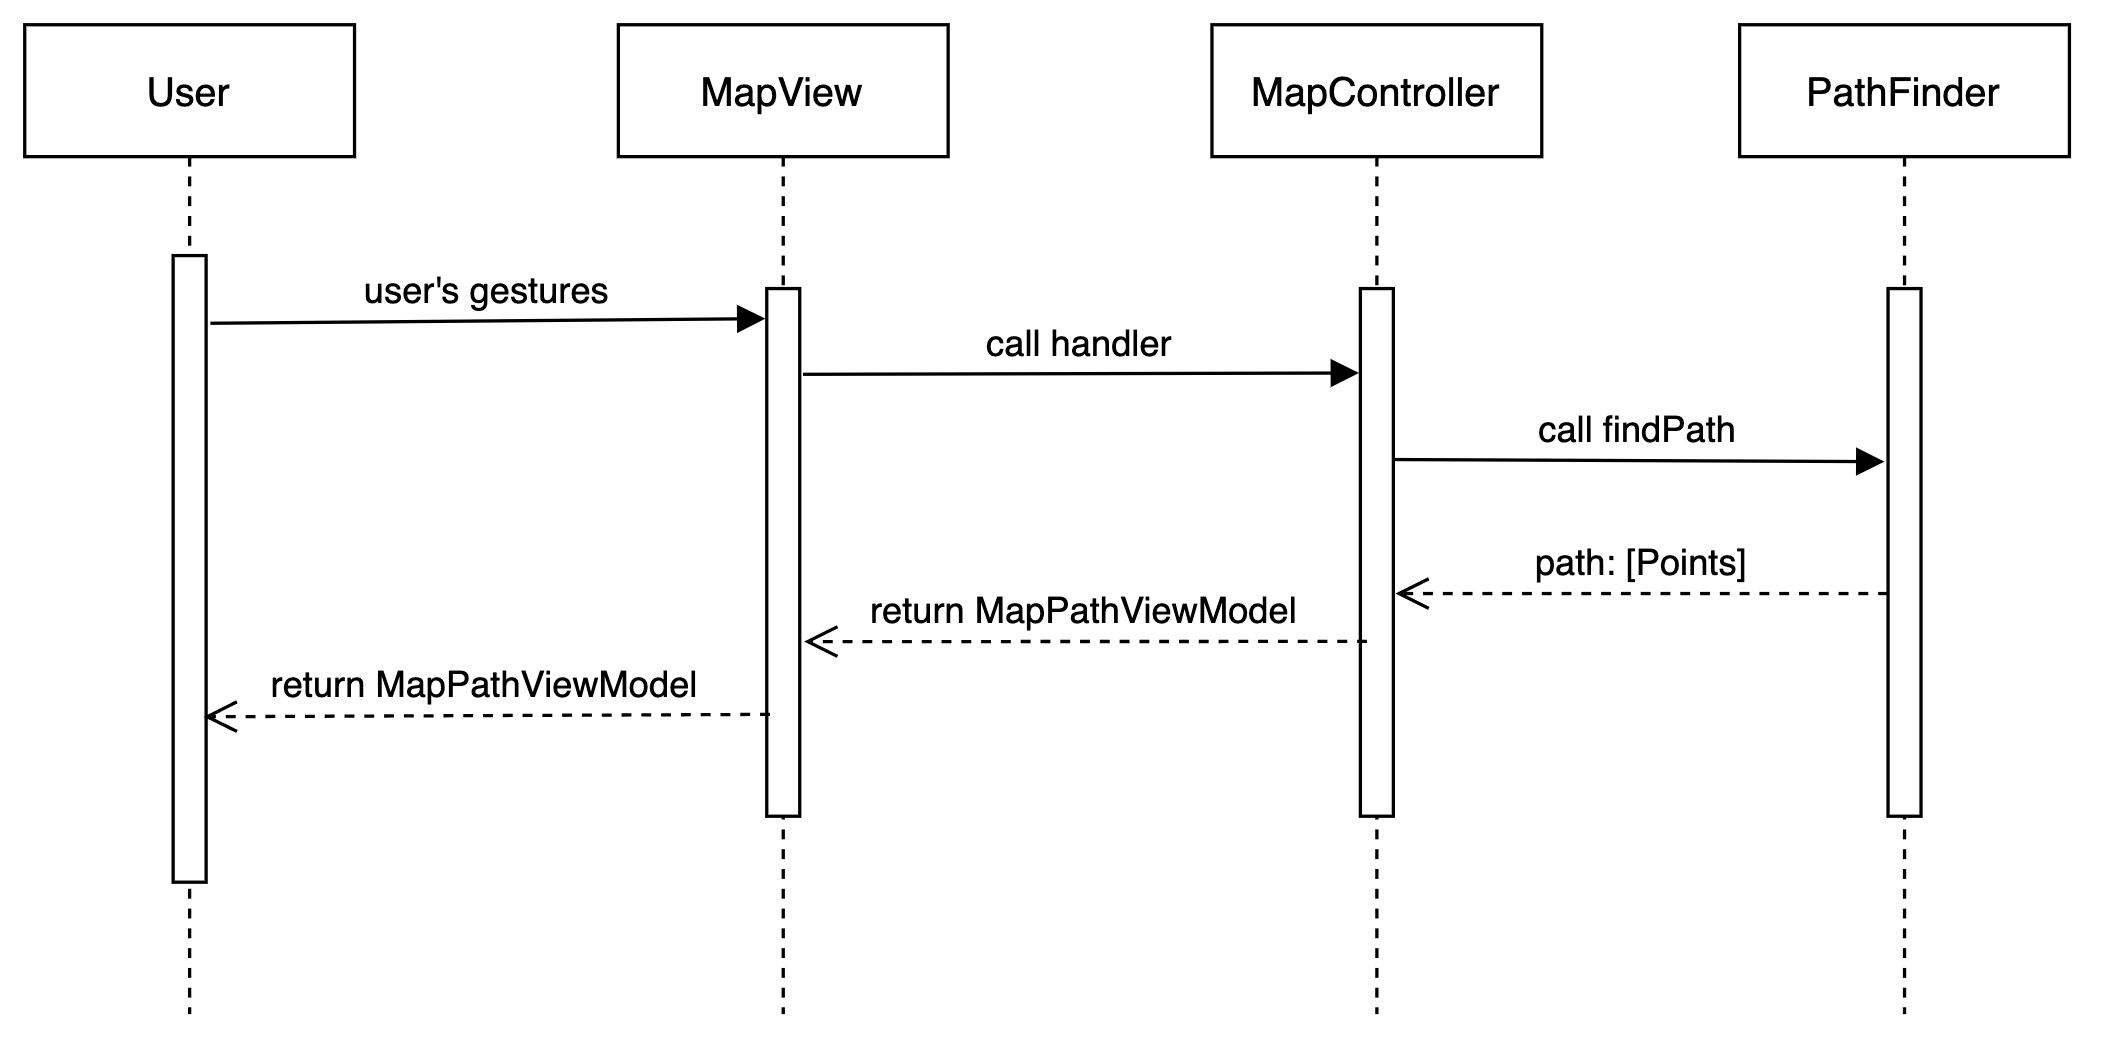 User
MapView
MapController
PathFinder
user's gestures
call handler
call findPath
path: [Points]
return MapPathViewModel
return MapPathViewModel